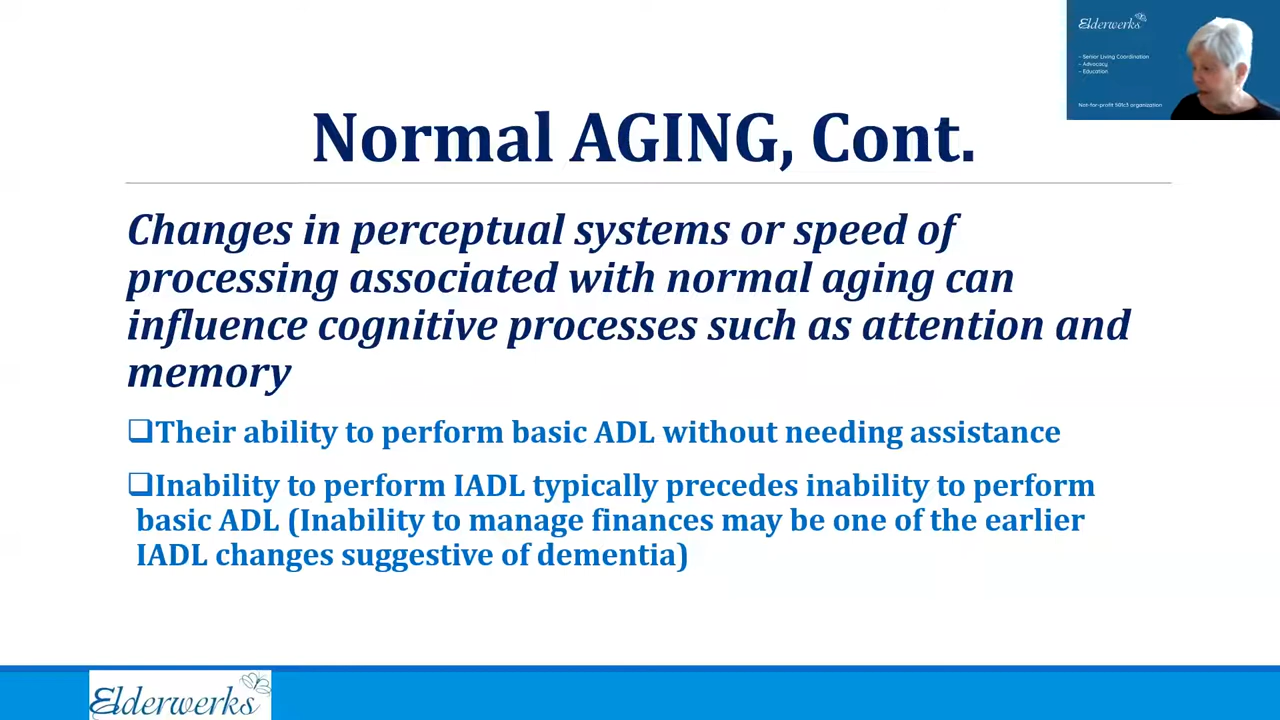 Elderwerks
- Senior Living Coordination
- Advocacy
- Education
Not-for-profit 501c3 organization
Normal AGING, Cont.
Changes in perceptual systems or speed of
processing associated with normal aging can
influence cognitive processes such as attention and
memory
❑Their ability to perform basic ADL without needing assistance
❑Inability to perform IADL typically precedes inability to perform
basic ADL (Inability to manage finances may be one of the earlier
IADL changes suggestive of dementia)
Elderwerks